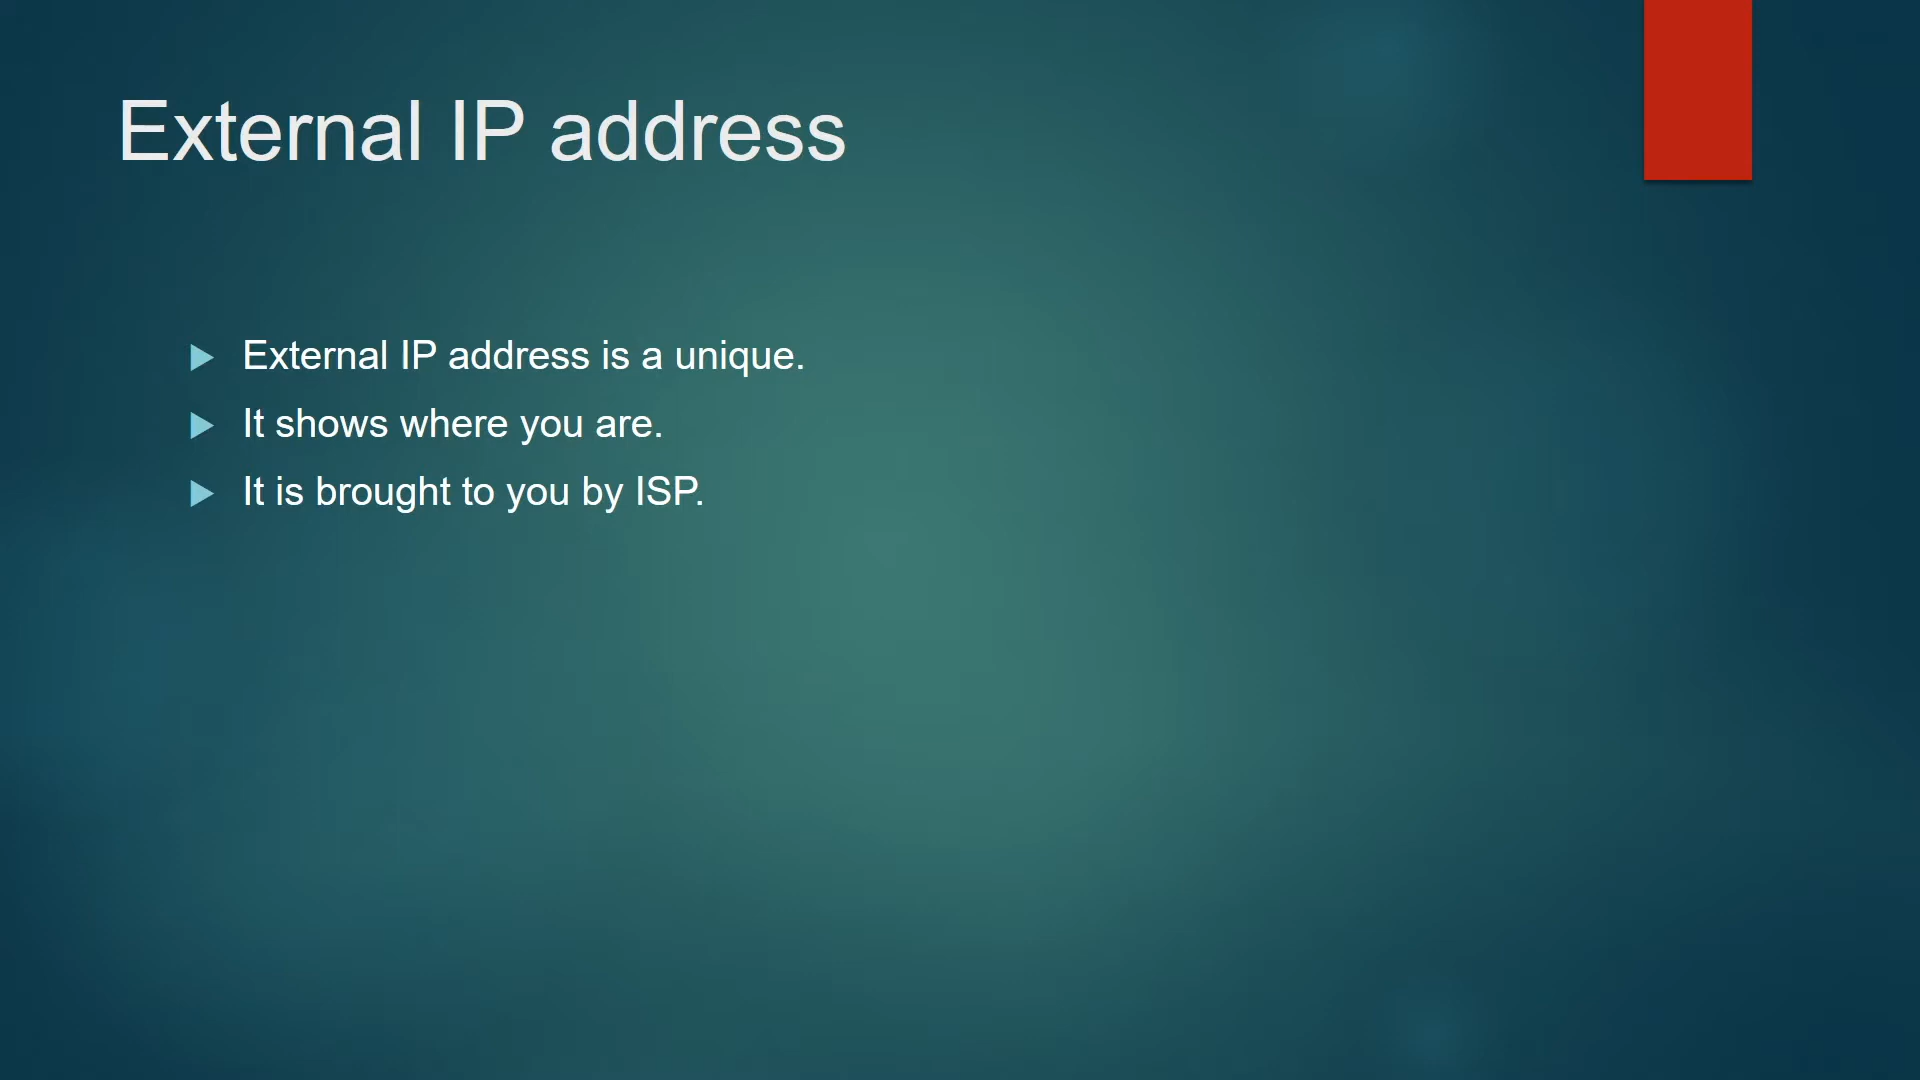 External IP address
External IP address is a unique.
It shows where you are.
It is brought to you by ISP.